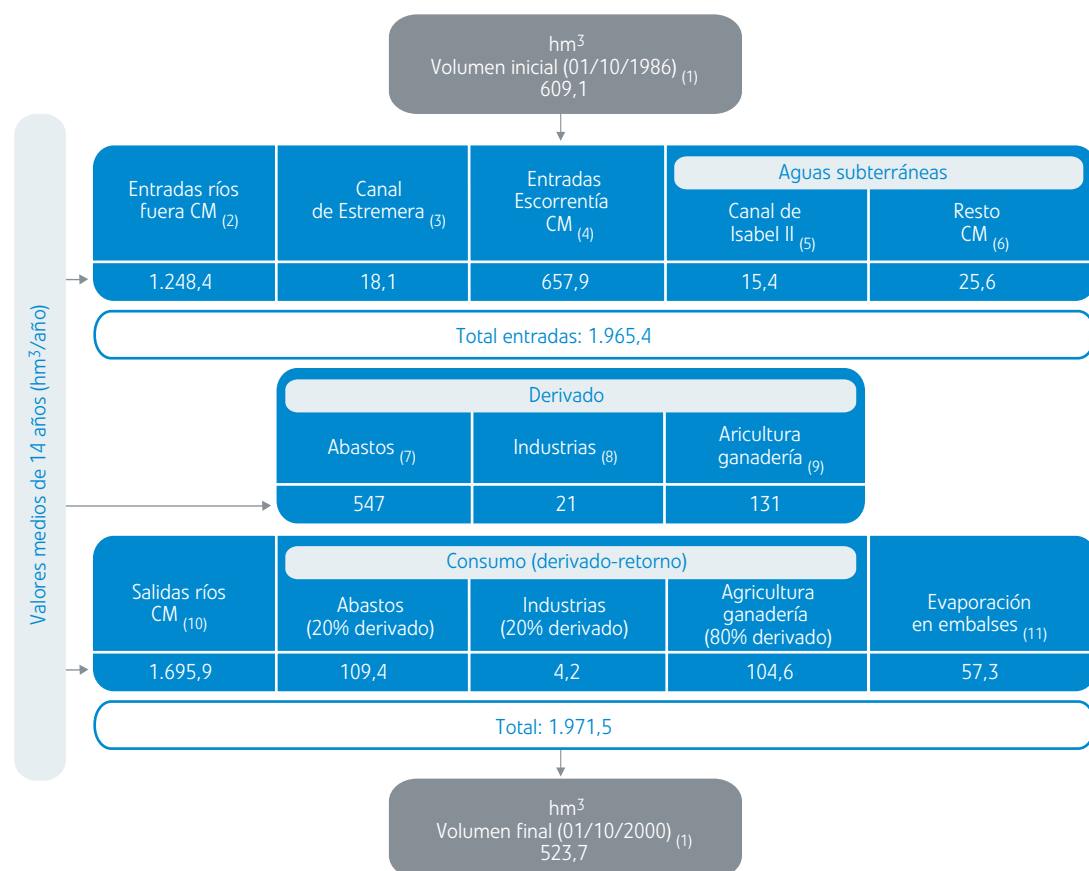 hm³
Volumen inicial (01/10/1986) (1)
609,1
Valores medios de 14 años (hm³/año)
Entradas ríos
fuera CM (2)
Canal
de Estremera (3)
Entradas
Escorrentía
CM (4)
Aguas subterráneas
Canal de
Isabel II (5)
Resto
CM (6)
1.248,4
18,1
657,9
15,4
25,6
Total entradas: 1.965,4
Derivado
Abastos (7)
Industrias (8)
Aricultura
ganadería (9)
547
21
131
Salidas ríos
CM (10)
Consumo (derivado-retorno)
Abastos
(20% derivado)
Industrias
(20% derivado)
Agricultura
ganadería
(80% derivado)
Evaporación
en embalses (11)
1.695,9
109,4
4,2
104,6
57,3
Total: 1.971,5
hm³
Volumen final (01/10/2000) (1)
523,7